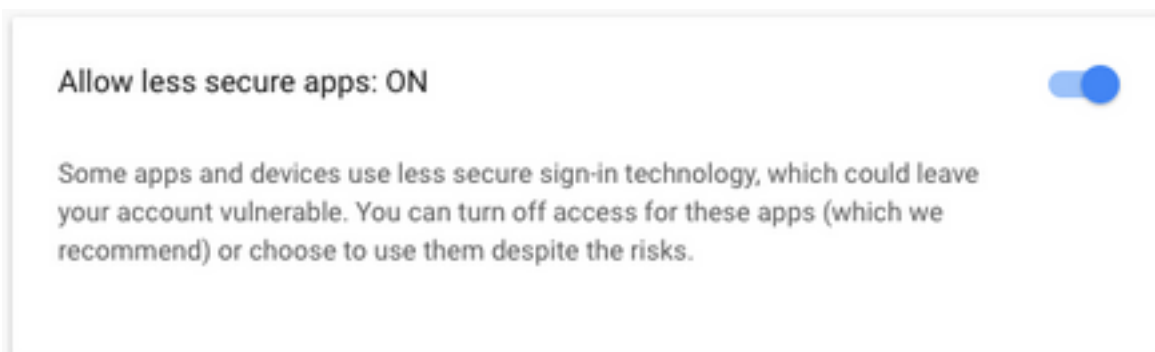 Allow less secure apps: ON
Some apps and devices use less secure sign-in technology, which could leave
your account vulnerable. You can turn off access for these apps (which we
recommend) or choose to use them despite the risks.